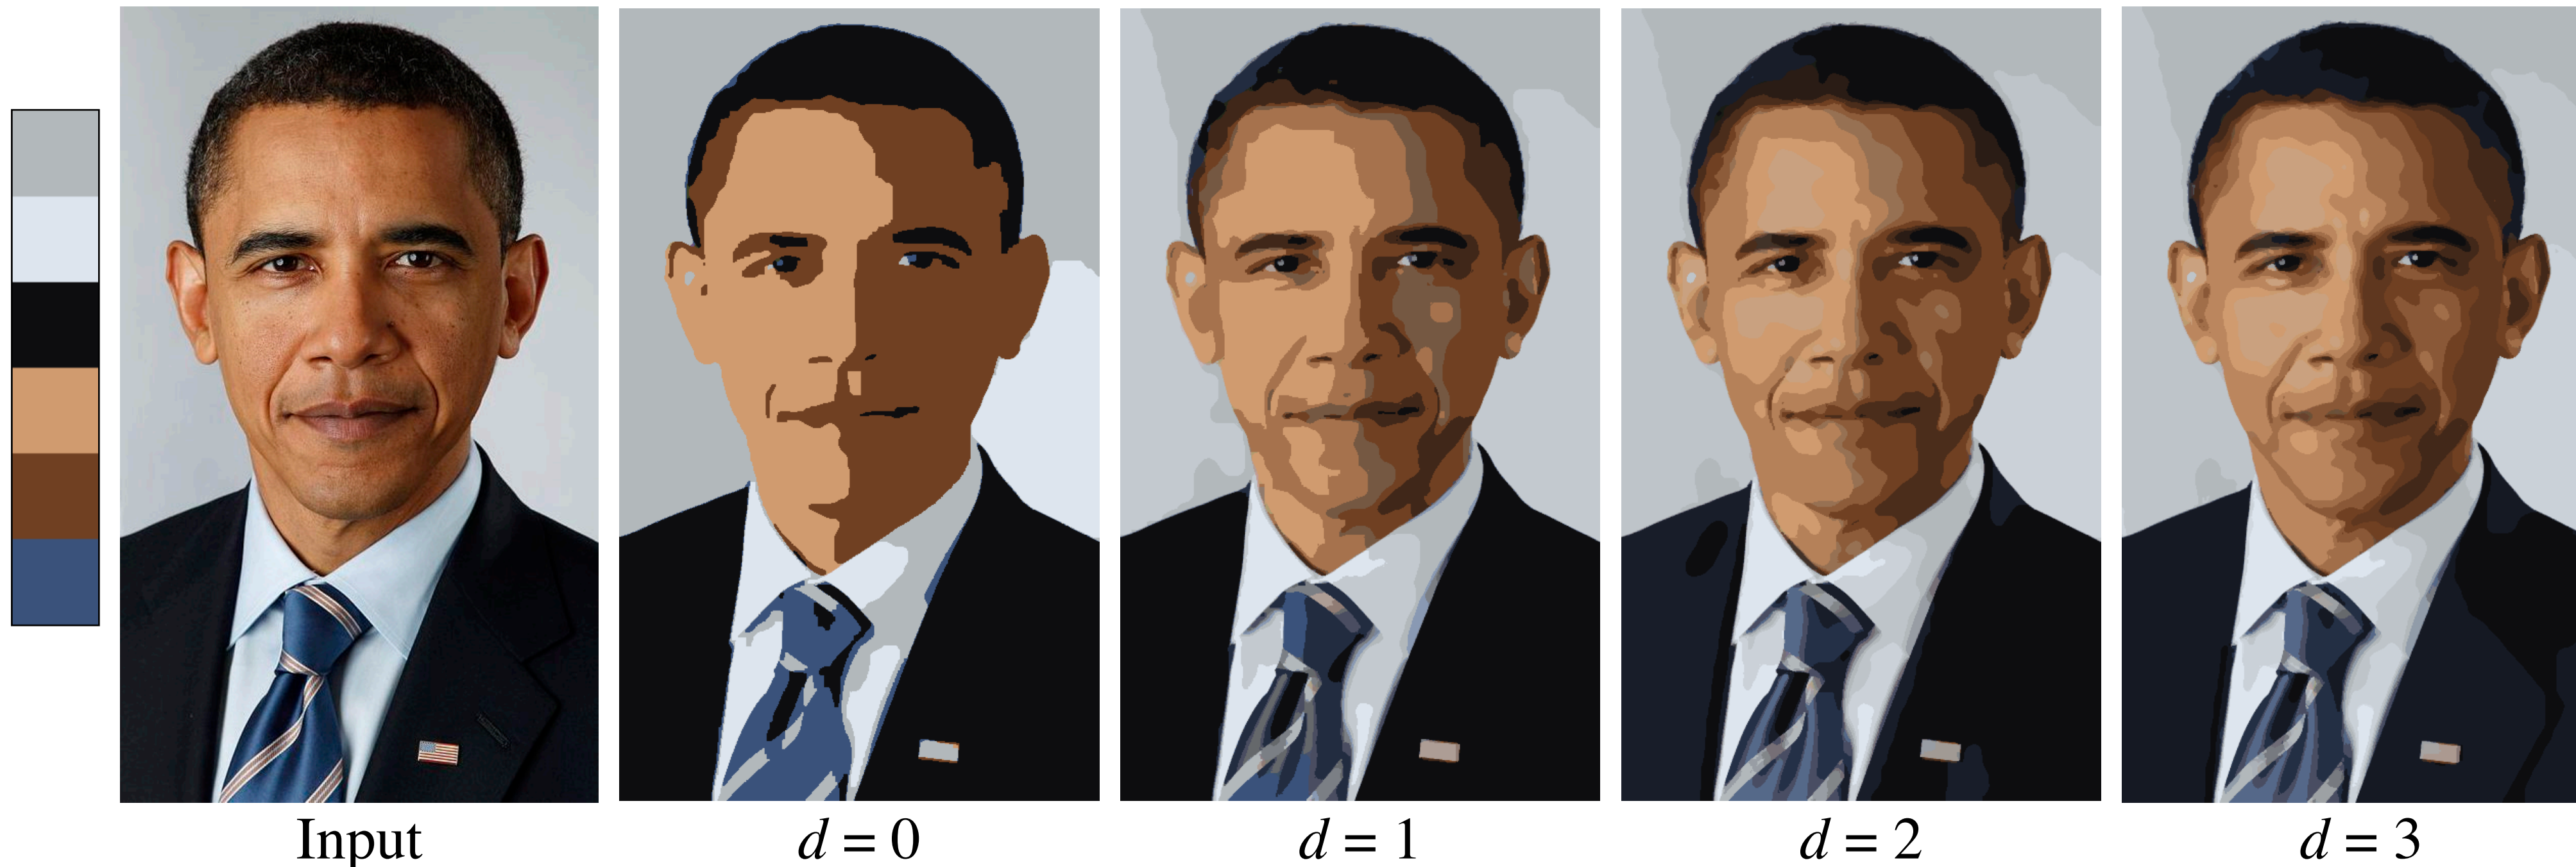 Input
d = 0
d = 1
d = 2
d = 3